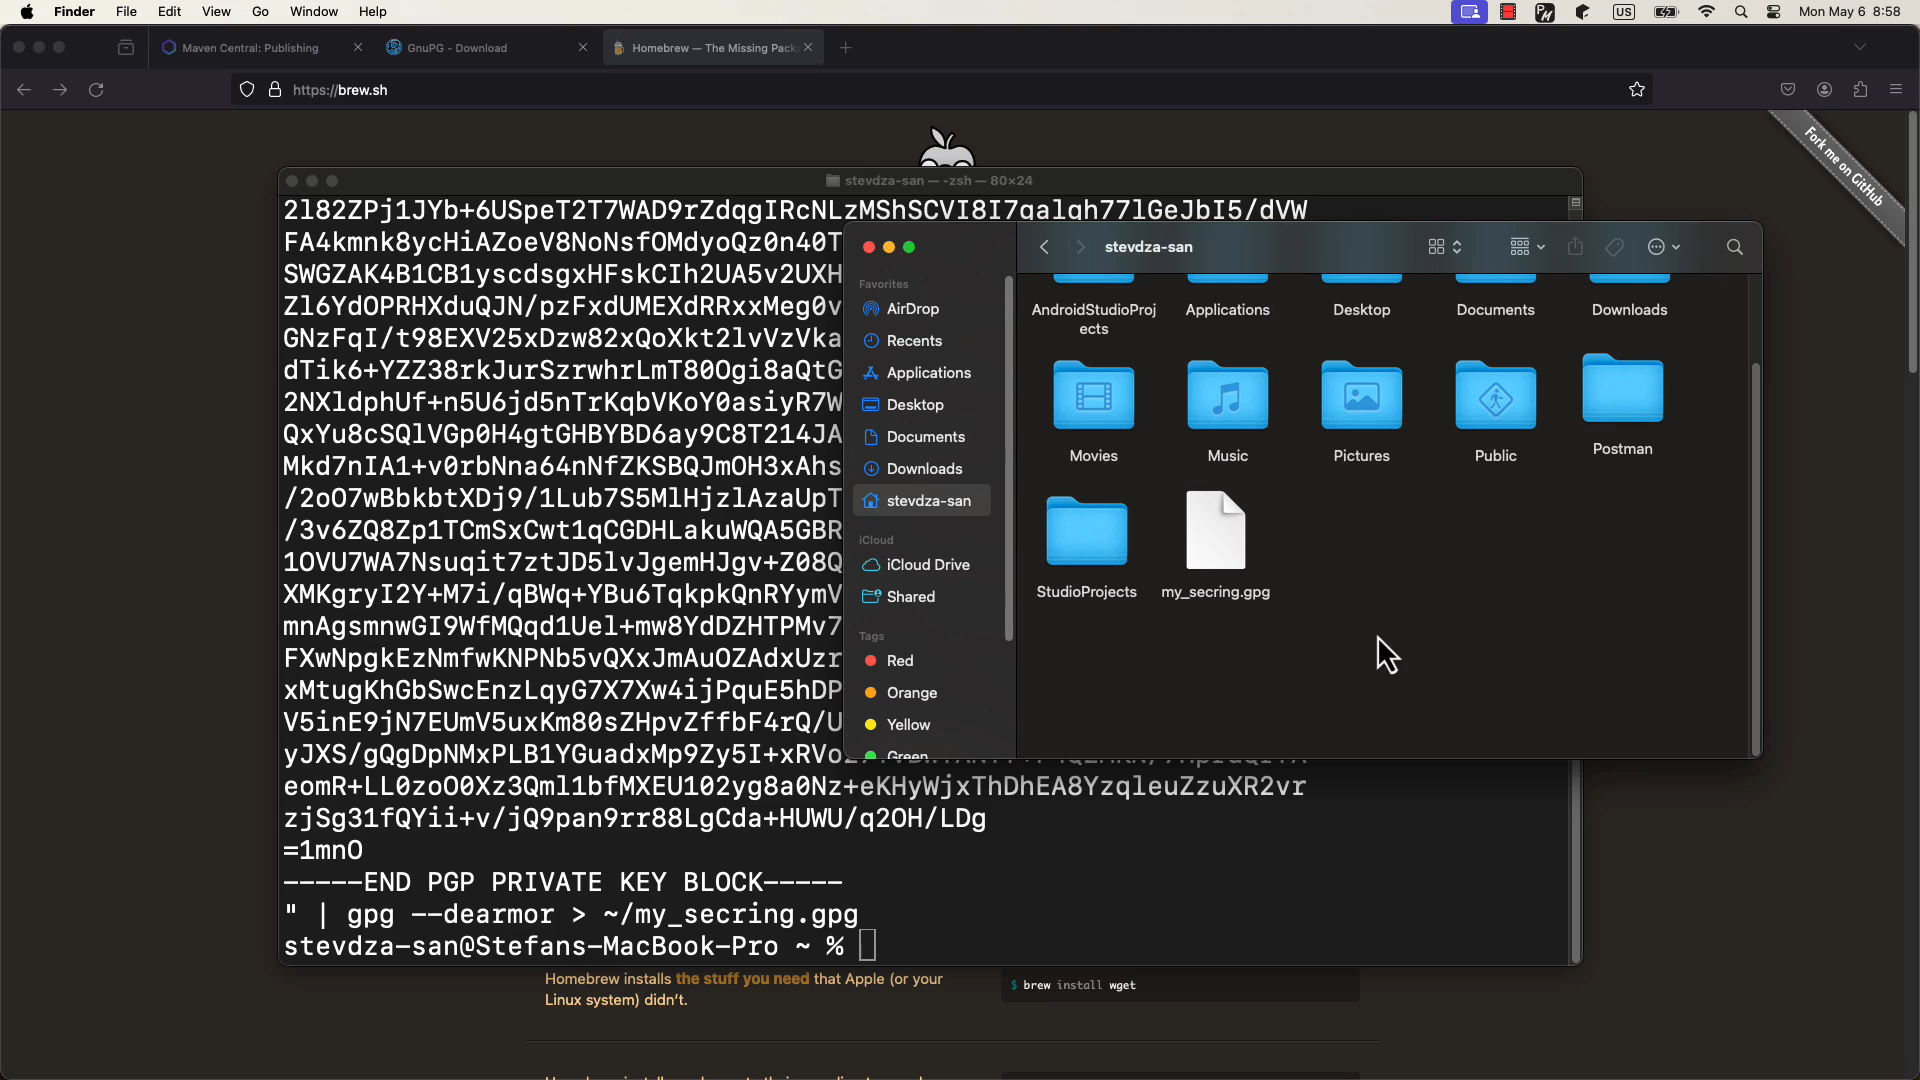 Finder File Edit View Go Window Help
US
Mon May 6 8:58
Maven Central: Publishing
GnuPG - Download
Homebrew — The Missing Pack
https://brew.sh
Fork me on GitHub
stevdza-san — -zsh — 80×24
2l82ZPj1JYb+6USpeT2T7WAD9rZdqgIRcNLzMShSCVI8I7qalqh77lGeJbI5/dVW
FA4kmnk8ycHiAZoeV8NoNsfOMdyoQz0n40T
SWGZAK4B1CB1yscdsgxHFskCIh2UA5v2UXH
Zl6YdOPRHXduQJN/pzFxdUMEXdRRxxMeg0v
GNzFqI/t98EXV25xDzw82xQoXkt2lvVzVka
dTik6+YZZ38rkJurSzrwhrLmT80Ogi8aQtG
2NXldphUf+n5U6jd5nTrKqbVKoY0asiyR7W
QxYu8cSQlVGp0H4gtGHBYBD6ay9C8T214JA
Mkd7nIA1+v0rbNna64nNfZKSBQJmOH3xAhs
/2oO7wBbkbtXDj9/1Lub7S5MlHjzlAzaUpT
/3v6ZQ8Zp1TCmSxCwt1qCGDHLakuWQA5GBR
1OVU7WA7Nsuqit7ztJD5lvJgemHJgv+Z08Q
XMKgryI2Y+M7i/qBWq+YBu6TqkpkQnRYymV
mnAgsmnwGI9WfMQqd1Uel+mw8YdDZHTPMv7
FXwNpgkEzNmfwKNPNb5vQXxJmAuOZAdxUzr
xMtugKhGbSwcEnzLqyG7X7Xw4ijPquE5hDP
V5inE9jN7EUmV5uxKm80sZHpvZffbF4rQ/U
yJXS/gQgDpNMxPLB1YGuadxMp9Zy5I+xRVo
eomR+LL0zoO0Xz3Qml1bfMXEU102yg8a0Nz+eKHyWjxThDhEA8YzqleuZzuXR2vr
zjSg31fQYii+v/jQ9pan9rr88LgCda+HUWU/q2OH/LDg
=1mnO
-----END PGP PRIVATE KEY BLOCK-----
" | gpg --dearmor > ~/my_secring.gpg
stevdza-san@Stefans-MacBook-Pro ~ %
stevdza-san
Favorites
AirDrop
Recents
Applications
Desktop
Documents
Downloads
stevdza-san
iCloud
iCloud Drive
Shared
Tags
Red
Orange
Yellow
Green
AndroidStudioProj
ects
Applications
Desktop
Documents
Downloads
Movies
Music
Pictures
Public
Postman
StudioProjects
my_secring.gpg
Homebrew installs the stuff you need that Apple (or your
Linux system) didn't.
$ brew install wget